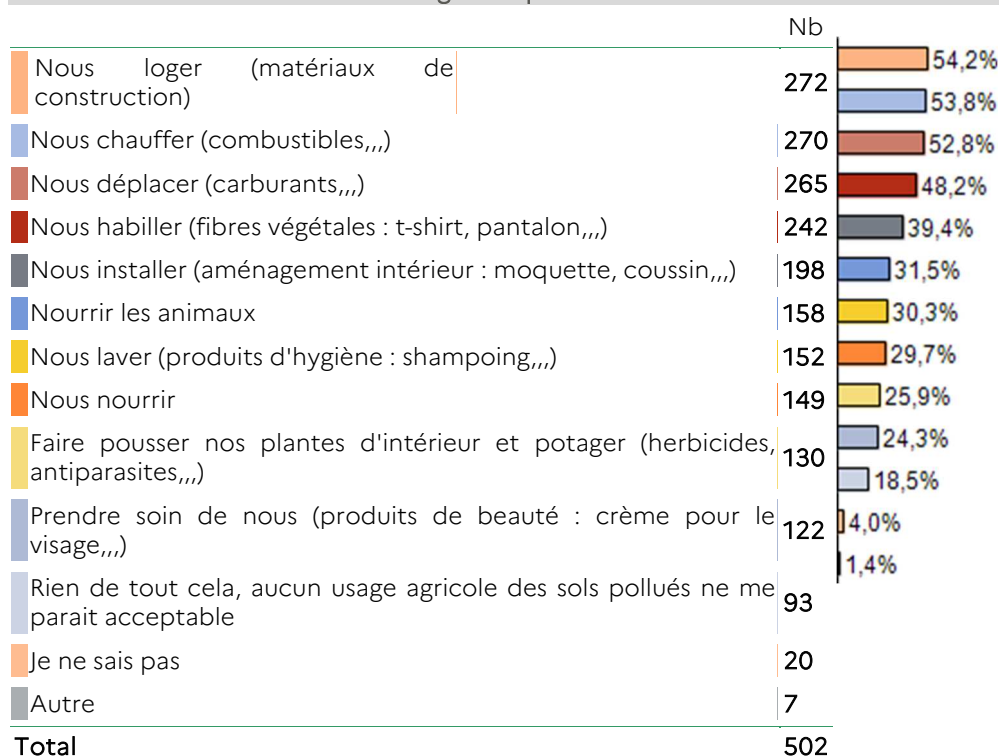 Nb
Nous loger (matériaux de
construction)
272
54,2%
53,8%
Nous chauffer (combustibles,,,)
270
52,8%
Nous déplacer (carburants,,,)
265
48,2%
Nous habiller (fibres végétales : t-shirt, pantalon,,,)
242
39,4%
Nous installer (aménagement intérieur : moquette, coussin,,,)
198
31,5%
Nourrir les animaux
158
30,3%
Nous laver (produits d'hygiène : shampoing,,,)
152
29,7%
Nous nourrir
149
25,9%
Faire pousser nos plantes d'intérieur et potager (herbicides,
antiparasites,,,)
130
24,3%
18,5%
Prendre soin de nous (produits de beauté : crème pour le
visage,,,)
122
4,0%
1,4%
Rien de tout cela, aucun usage agricole des sols pollués ne me
parait acceptable
93
Je ne sais pas
20
Autre
7
Total
502